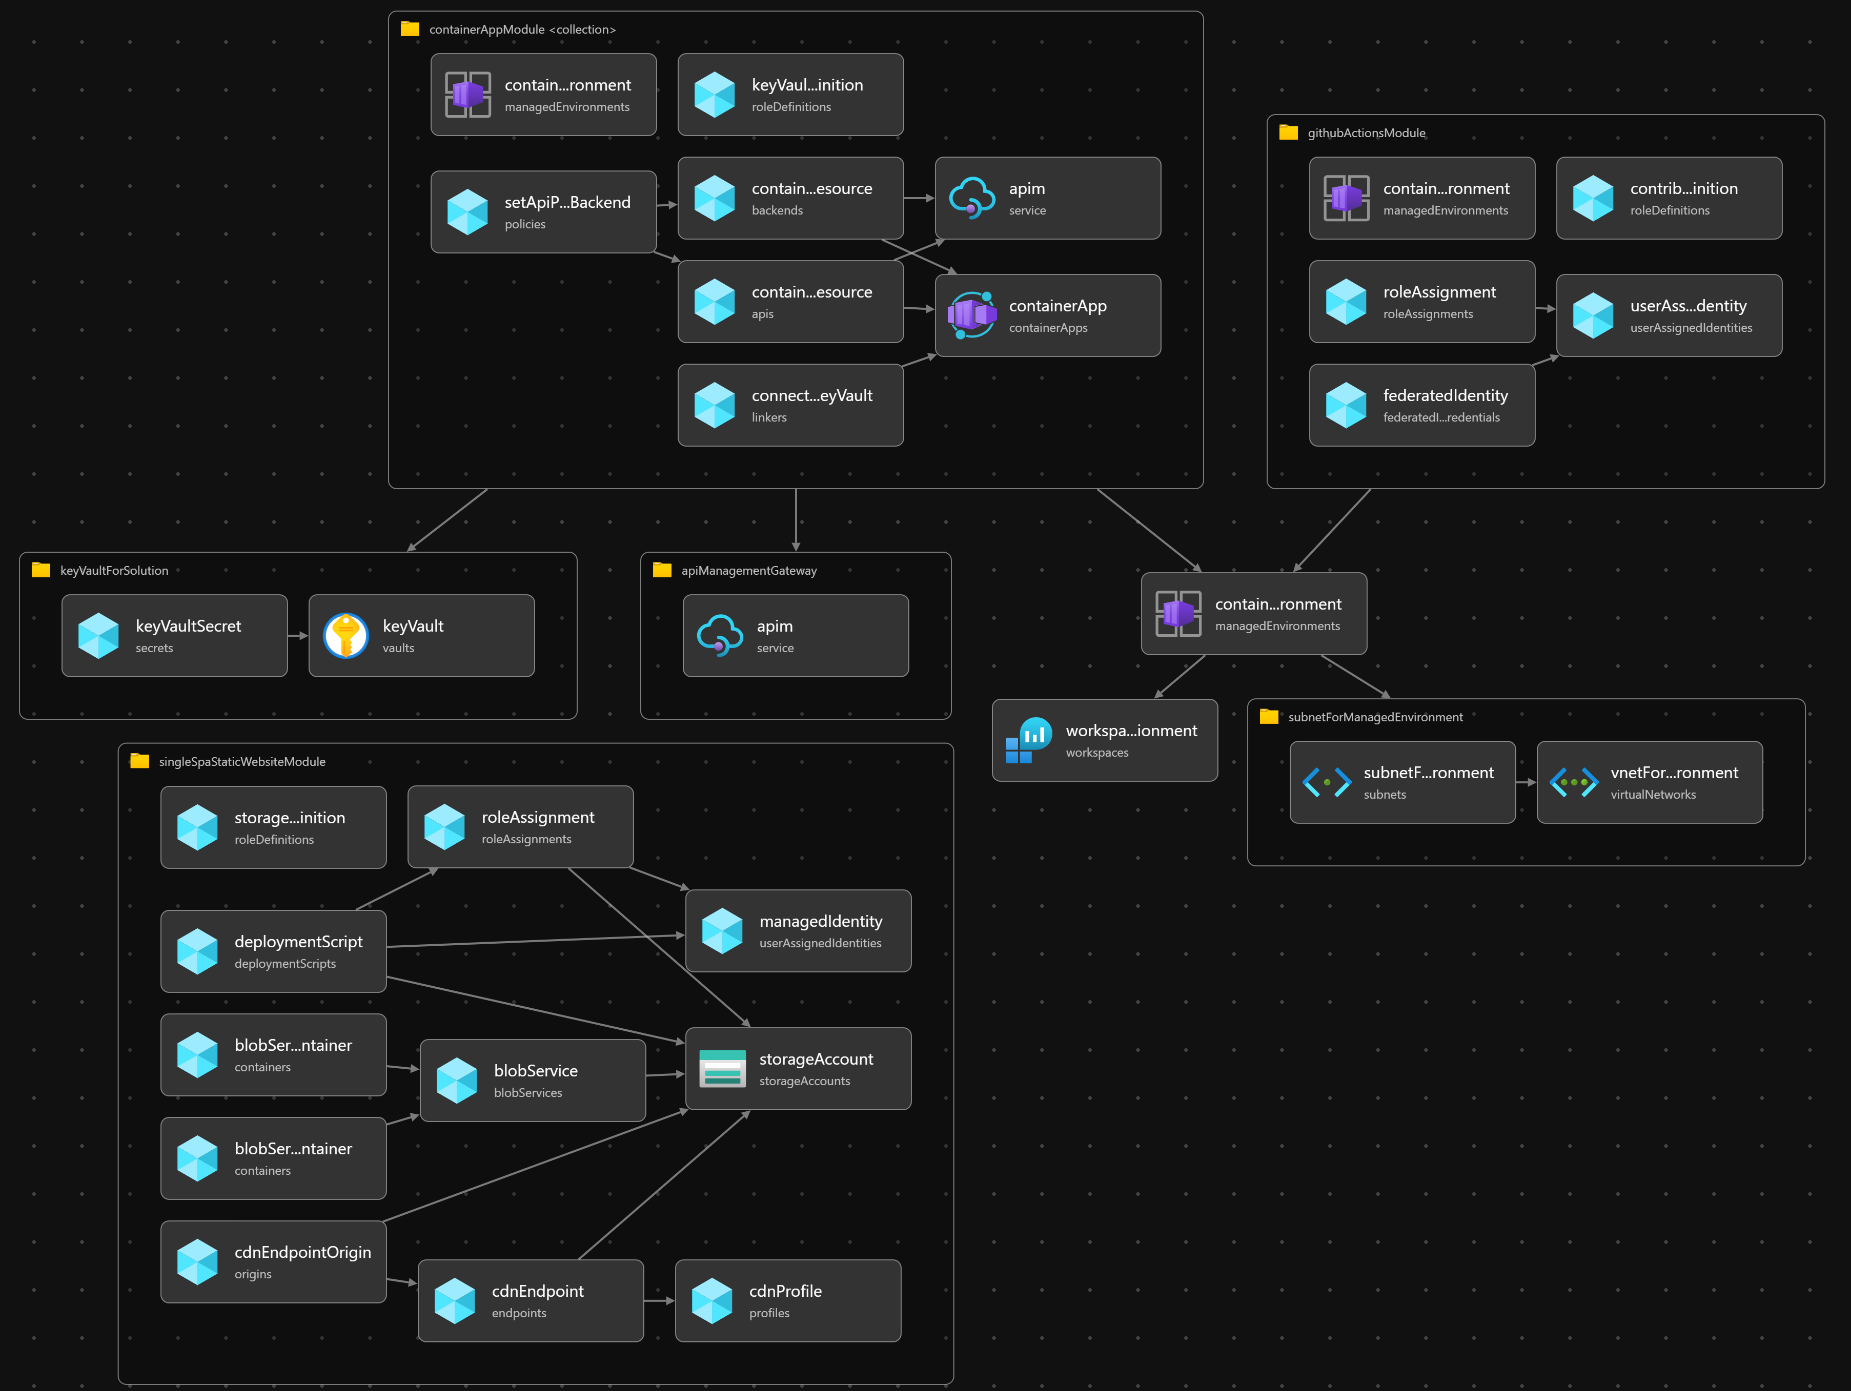 containerAppModule <collection>
contain...ronment
managedEnvironments
keyVaul...inition
roleDefinitions
setApiP...Backend
policies
contain...esource
backends
apim
service
contain...esource
apis
containerApp
containerApps
connect...eyVault
linkers
githubActionsModule
contain...ronment
managedEnvironments
contrib...inition
roleDefinitions
roleAssignment
roleAssignments
userAss...dentity
userAssignedIdentities
federatedIdentity
federatedI...redentials
keyVaultForSolution
keyVaultSecret
secrets
keyVault
vaults
apiManagementGateway
apim
service
contain...ronment
managedEnvironments
workspa...ionment
workspaces
subnetForManagedEnvironment
subnetF...ronment
subnets
vnetFor...ronment
virtualNetworks
singleSpaStaticWebsiteModule
storage...inition
roleDefinitions
roleAssignment
roleAssignments
managedIdentity
userAssignedIdentities
deploymentScript
deploymentScripts
blobSer...ntainer
containers
blobService
blobServices
storageAccount
storageAccounts
blobSer...ntainer
containers
cdnEndpointOrigin
origins
cdnEndpoint
endpoints
cdnProfile
profiles